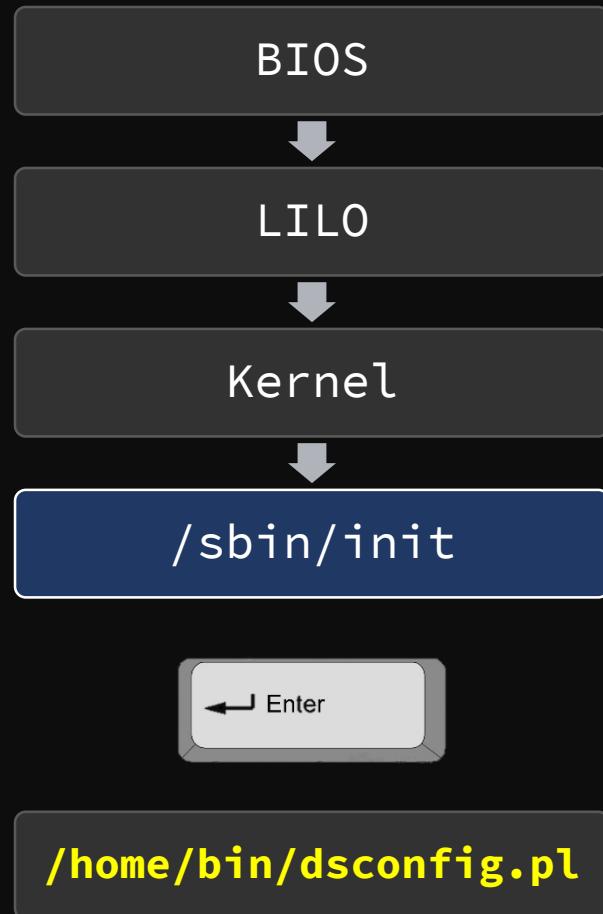 BIOS
LILO
Kernel
/sbin/init
Enter
/home/bin/dsconfig.pl